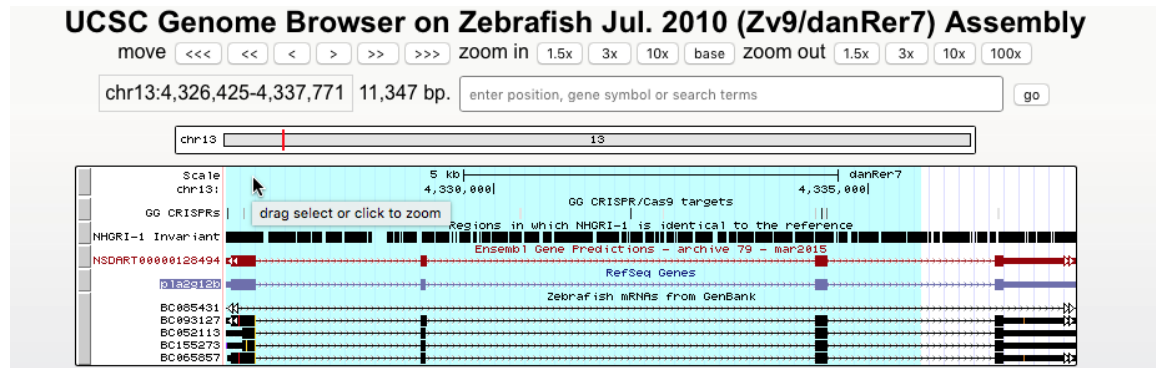 UCSC Genome Browser on Zebrafish Jul. 2010 (Zv9/danRer7) Assembly
move <<< << < > >> >>> zoom in 1.5x 3x 10x base zoom out 1.5x 3x 10x 100x
chr13:4,326,425-4,337,771 11,347 bp. enter position, gene symbol or search terms go
chr13 13
Scale 5 kb danRer7
chr13: 4,330,000| 4,335,000|
GG CRISPR/Cas9 targets
GG CRISPRs drag select or click to zoom
Regions in which NHGRI-1 is identical to the reference
NHGRI-1 Invariant
Ensembl Gene Predictions - archive 79 - mar2015
NSDART00000128494
RefSeq Genes
pla2g12b
Zebrafish mRNAs from GenBank
BC085431
BC093127
BC052113
BC155273
BC065857